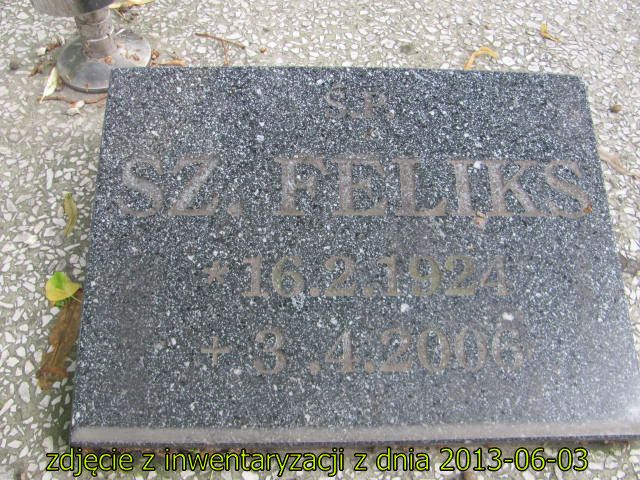 Ś.P.
SZ. FELIKS
* 16.2.1924
+ 3.4.2006
zdjęcie z inwentaryzacji z dnia 2013-06-03